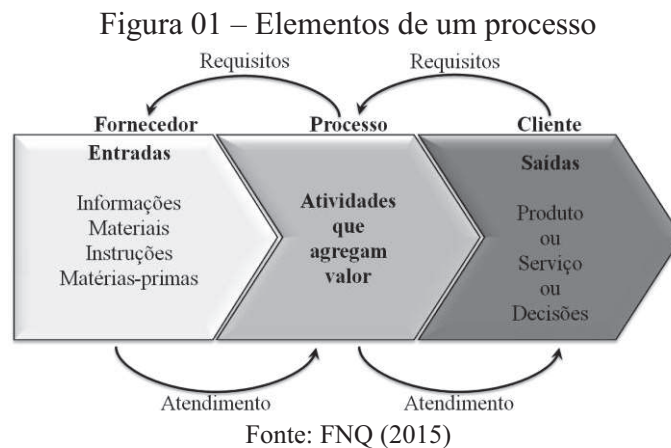 Figura 01 – Elementos de um processo
Requisitos
Requisitos
Fornecedor
Processo
Cliente
Entradas
Informações
Materiais
Instruções
Matérias-primas
Atividades
que
agregam
valor
Saídas
Produto
ou
Serviço
ou
Decisões
Atendimento
Atendimento
Fonte: FNQ (2015)